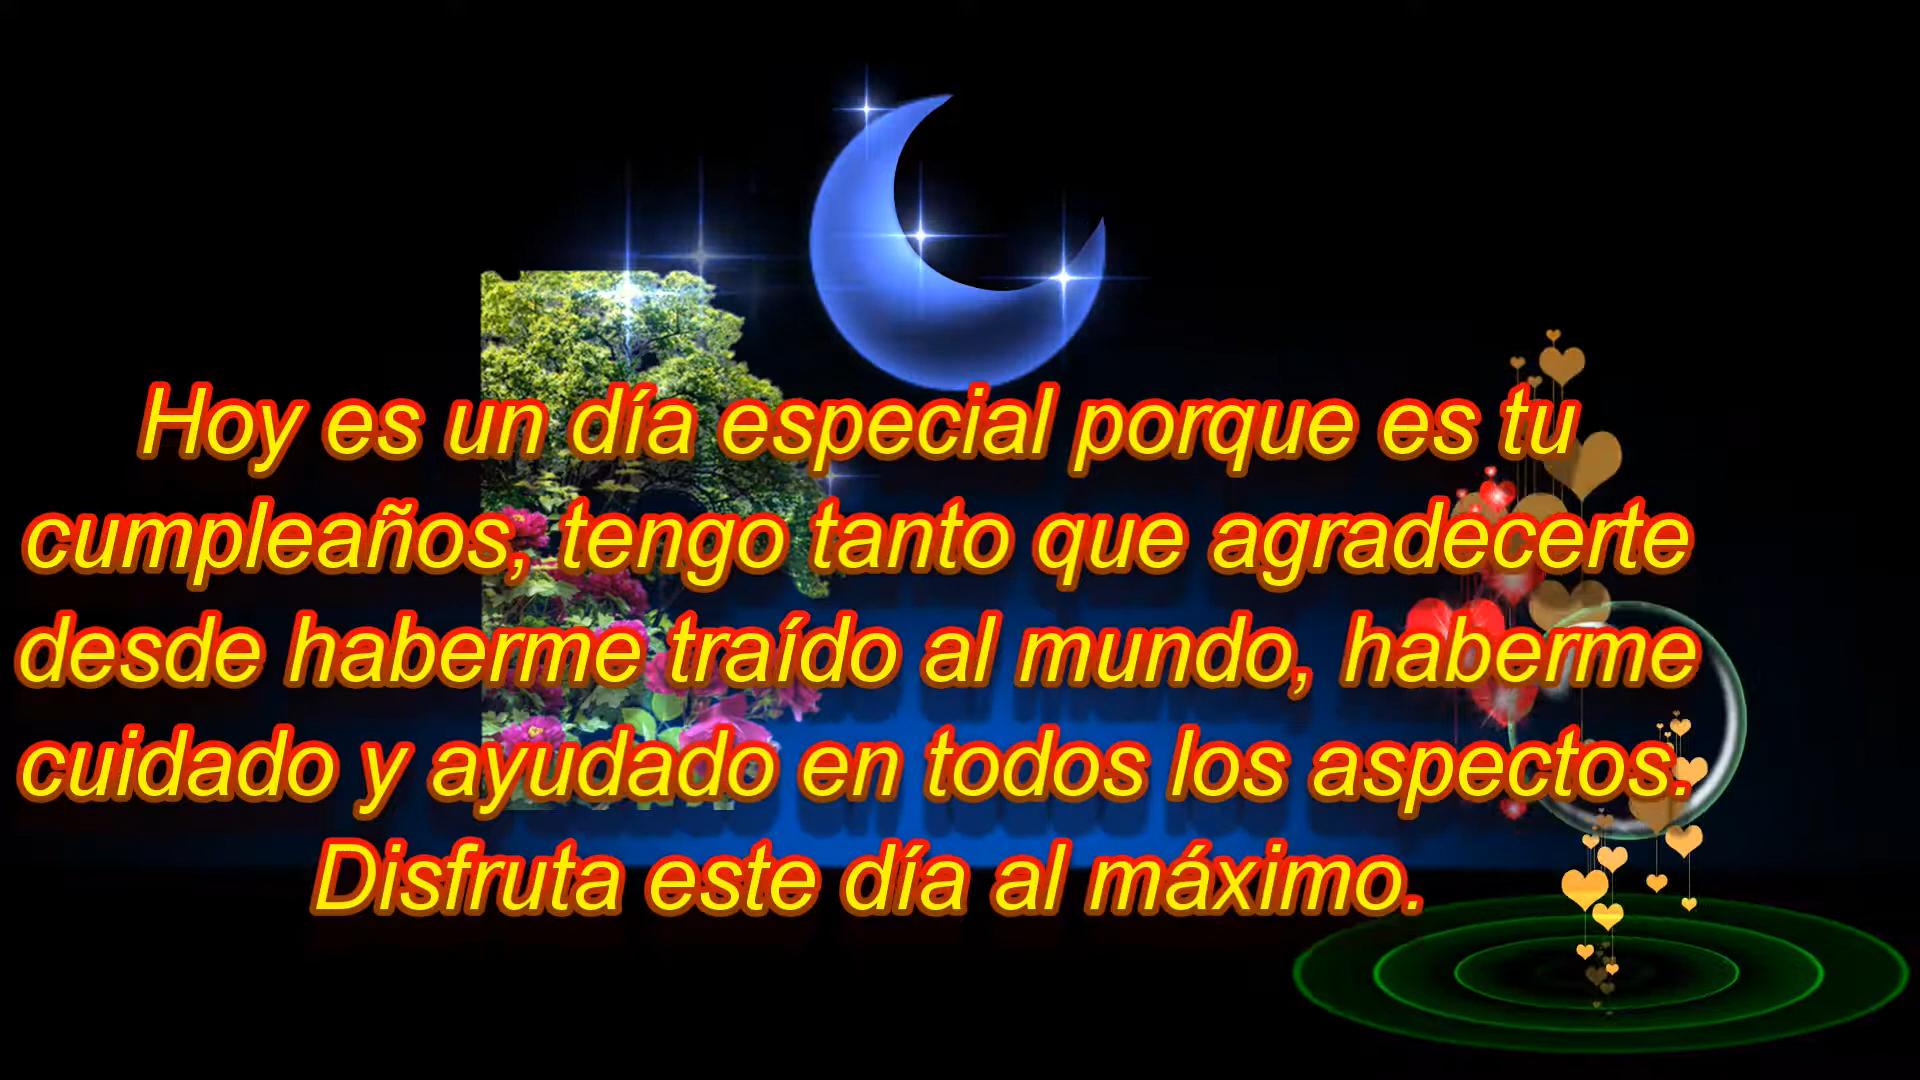 Hoy es un día especial porque es tu
cumpleaños, tengo tanto que agradecerte
desde haberme traído al mundo, haberme
cuidado y ayudado en todos los aspectos.
Disfruta este día al máximo.